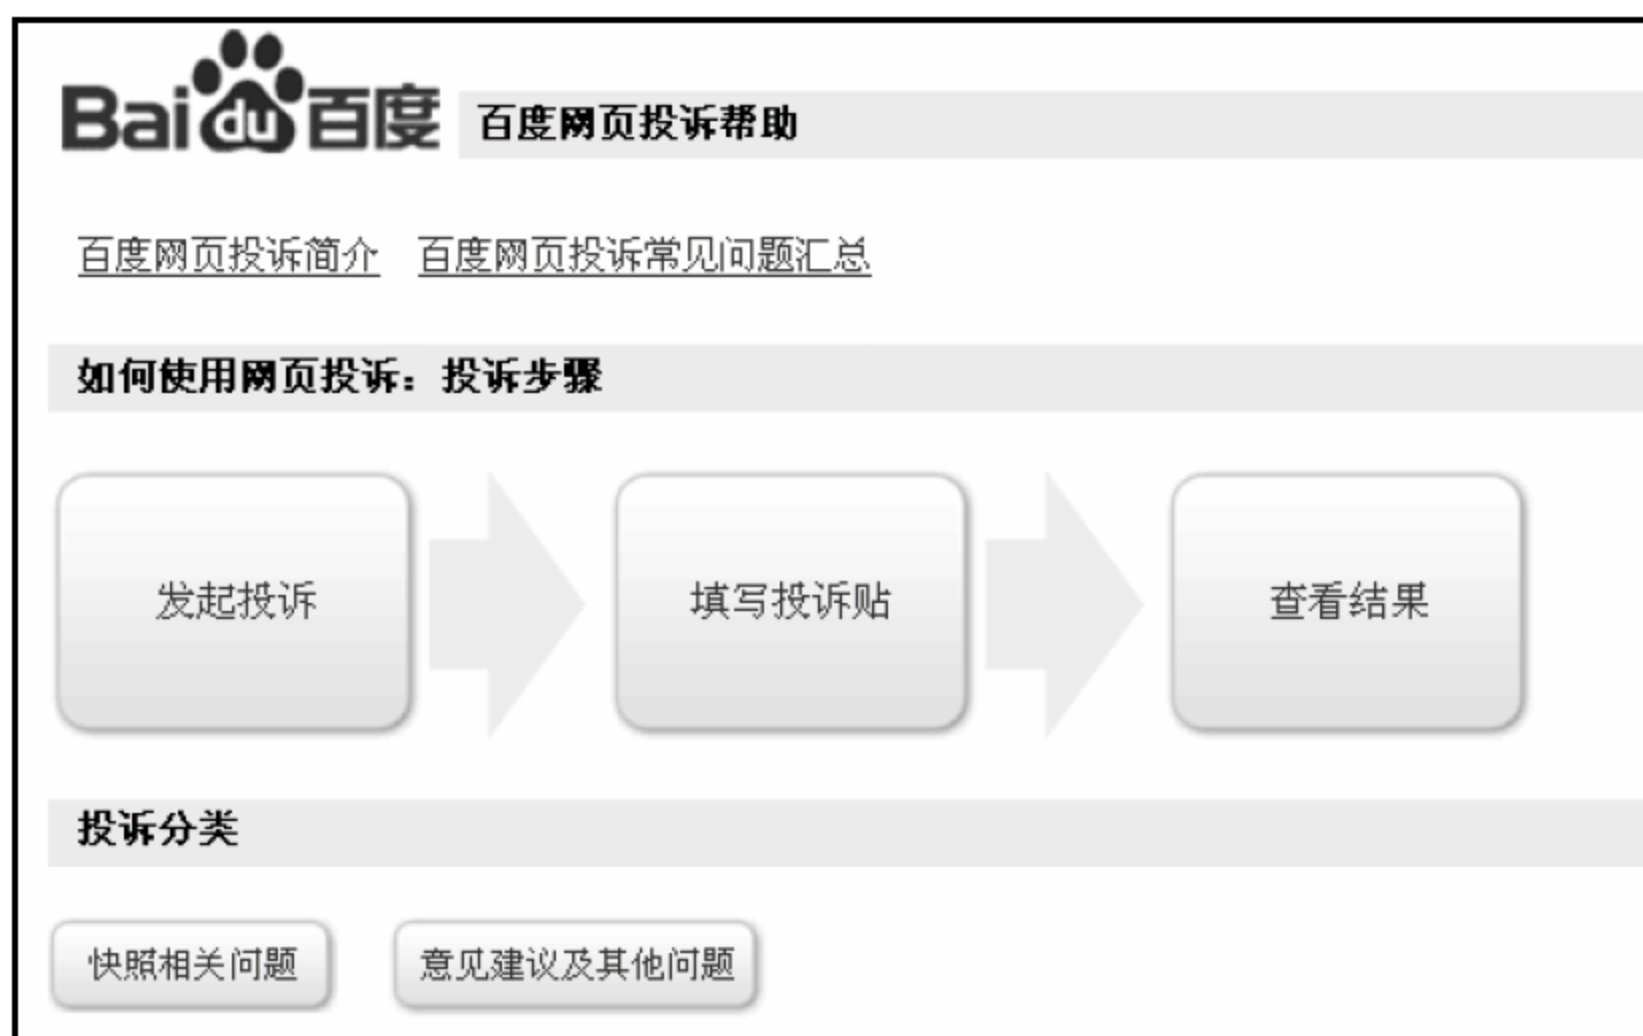 Baidu百度 百度网页投诉帮助
百度网页投诉简介 百度网页投诉常见问题汇总
如何使用网页投诉：投诉步骤
发起投诉 填写投诉贴 查看结果
投诉分类
快照相关问题 意见建议及其他问题